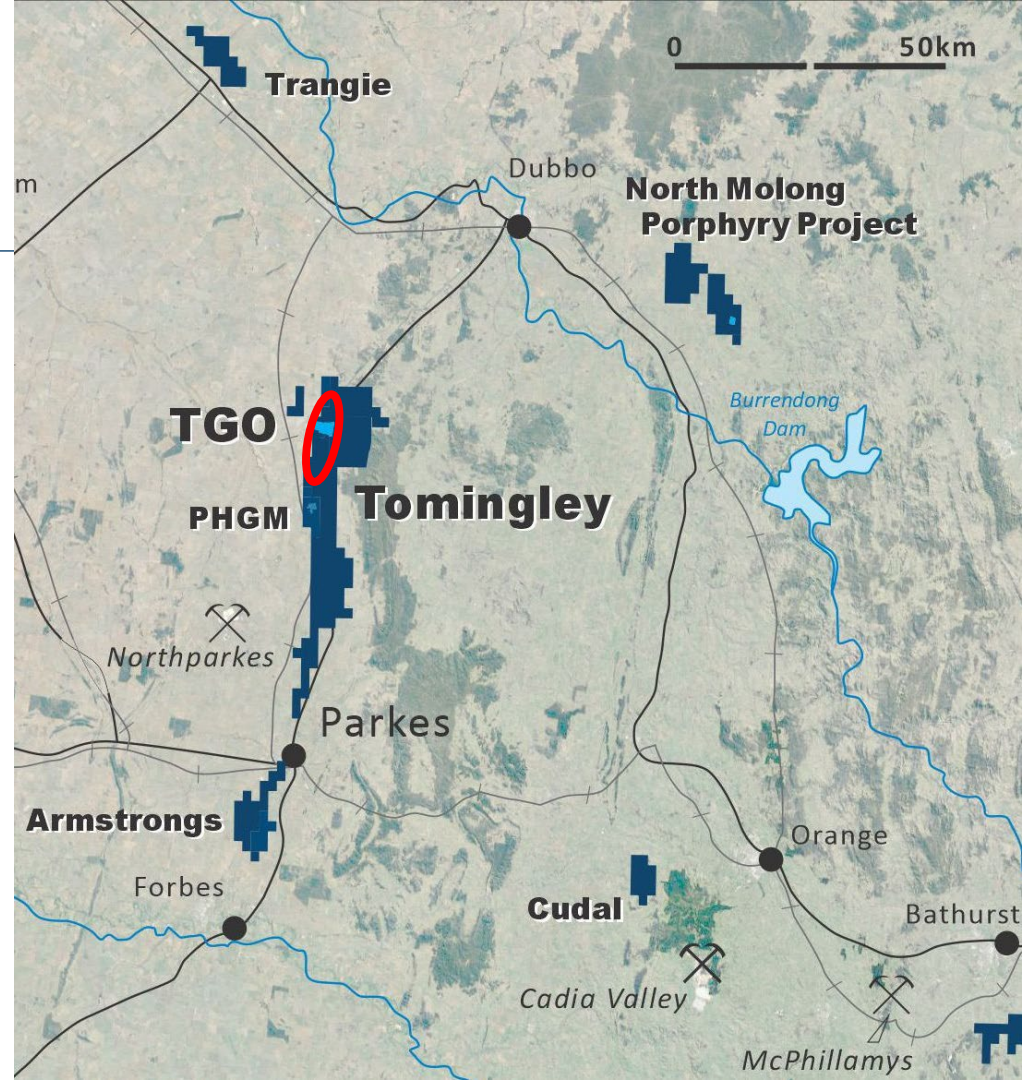 0 50km
Trangie
m
Dubbo
North Molong
Porphyry Project
Burrendong
Dam
TGO
Tomingley
PHGM
Northparkes
Parkes
Armstrongs
Orange
Forbes
Cudal
Bathurst
Cadia Valley
McPhillamys